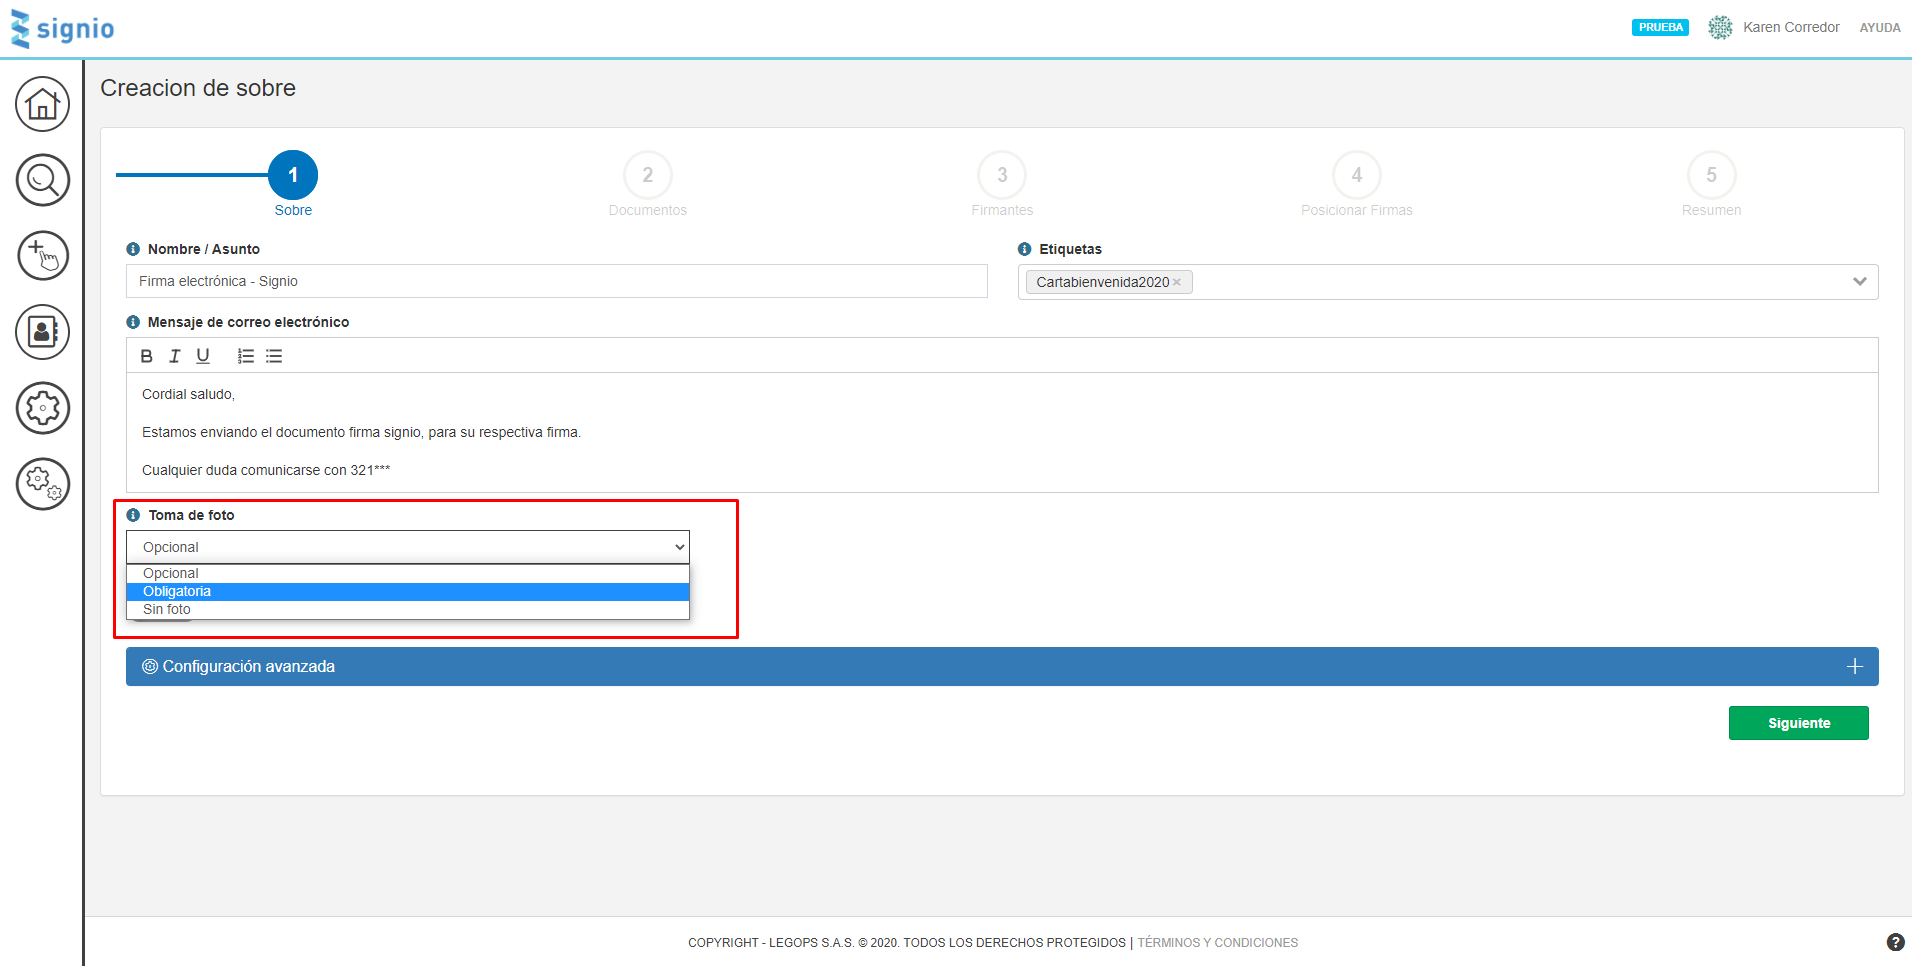 signio
PRUEBA
Karen Corredor
AYUDA
Creacion de sobre
1
Sobre
2
Documentos
3
Firmantes
4
Posicionar Firmas
5
Resumen
Nombre / Asunto
Firma electrónica - Signio
Etiquetas
Cartabienvenida2020 ×
Mensaje de correo electrónico
B I U
Cordial saludo,
Estamos enviando el documento firma signio, para su respectiva firma.
Cualquier duda comunicarse con 321***
Toma de foto
Opcional
Opcional
Obligatoria
Sin foto
Configuración avanzada
Siguiente
COPYRIGHT - LEGOPS S.A.S. © 2020. TODOS LOS DERECHOS PROTEGIDOS | TÉRMINOS Y CONDICIONES